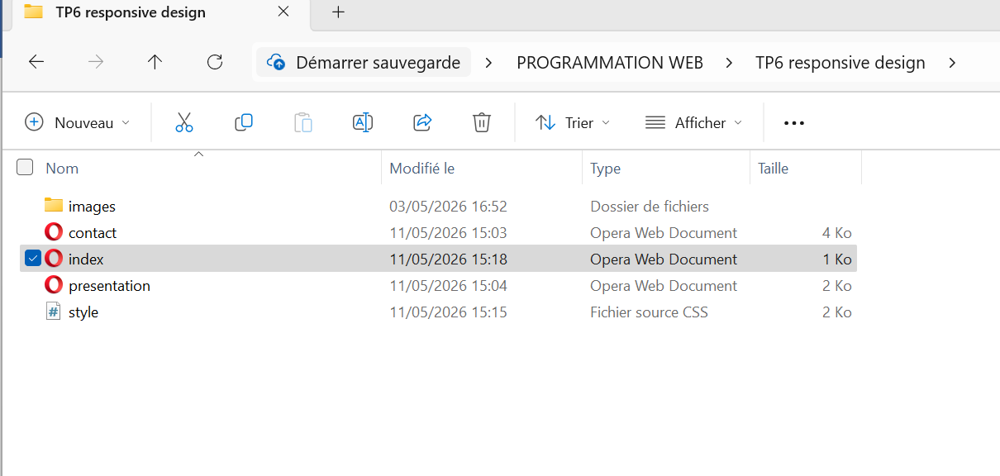 TP6 responsive design
Démarrer sauvegarde PROGRAMMATION WEB TP6 responsive design
Nouveau Trier Afficher
Nom Modifié le Type Taille
images 03/05/2026 16:52 Dossier de fichiers
contact 11/05/2026 15:03 Opera Web Document 4 Ko
index 11/05/2026 15:18 Opera Web Document 1 Ko
presentation 11/05/2026 15:04 Opera Web Document 2 Ko
style 11/05/2026 15:15 Fichier source CSS 2 Ko